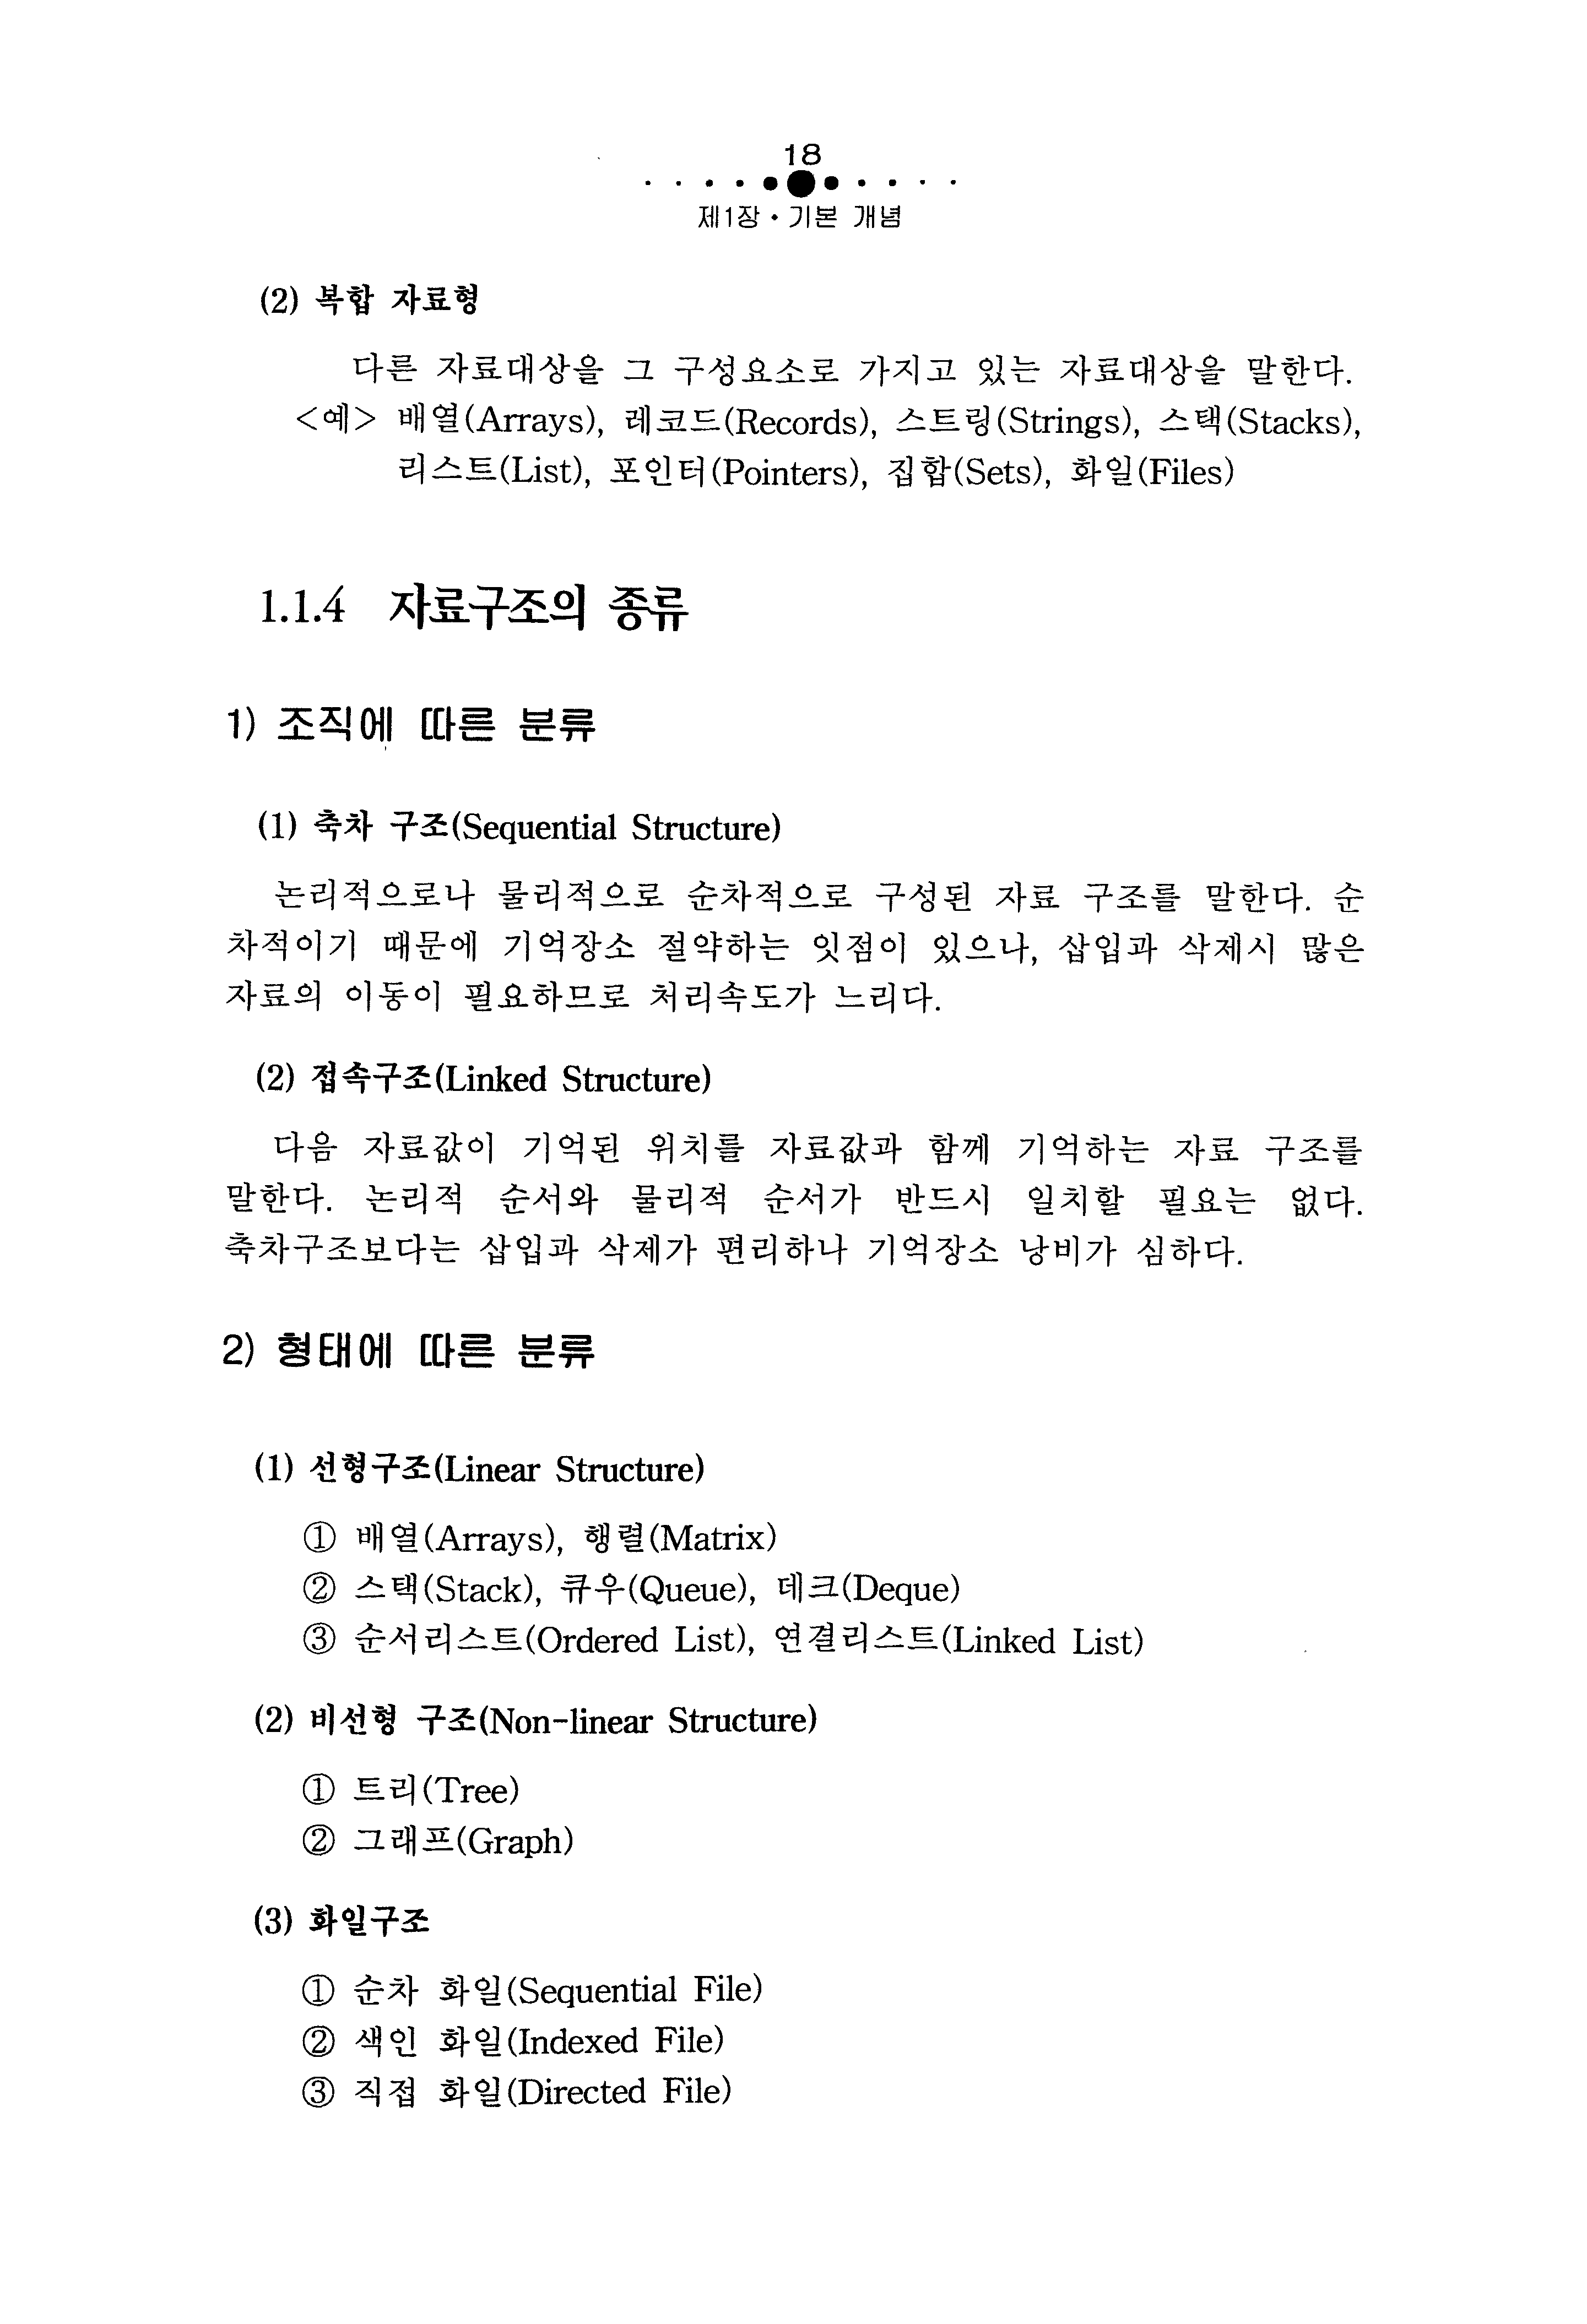 18
제1장 • 기본 개념
(2) 복합 자료형
다른 자료대상을 그 구성요소로 가지고 있는 자료대상을 말한다.
<예> 배열(Arrays), 레코드(Records), 스트링(Strings), 스택(Stacks),
리스트(List), 포인터(Pointers), 집합(Sets), 화일(Files)
1.1.4 자료구조의 종류
1) 조직에 따른 분류
(1) 축차 구조(Sequential Structure)
논리적으로나 물리적으로 순차적으로 구성된 자료 구조를 말한다. 순
차적이기 때문에 기억장소 절약하는 잇점이 있으나, 삽입과 삭제시 많은
자료의 이동이 필요하므로 처리속도가 느리다.
(2) 접속구조(Linked Structure)
다음 자료값이 기억된 위치를 자료값과 함께 기억하는 자료 구조를
말한다. 논리적 순서와 물리적 순서가 반드시 일치할 필요는 없다.
축차구조보다는 삽입과 삭제가 편리하나 기억장소 낭비가 심하다.
2) 형태에 따른 분류
(1) 선형구조(Linear Structure)
① 배열(Arrays), 행렬(Matrix)
② 스택(Stack), 큐우(Queue), 데크(Deque)
③ 순서리스트(Ordered List), 연결리스트(Linked List)
(2) 비선형 구조(Non-linear Structure)
① 트리(Tree)
② 그래프(Graph)
(3) 화일구조
① 순차 화일(Sequential File)
② 색인 화일(Indexed File)
③ 직접 화일(Directed File)